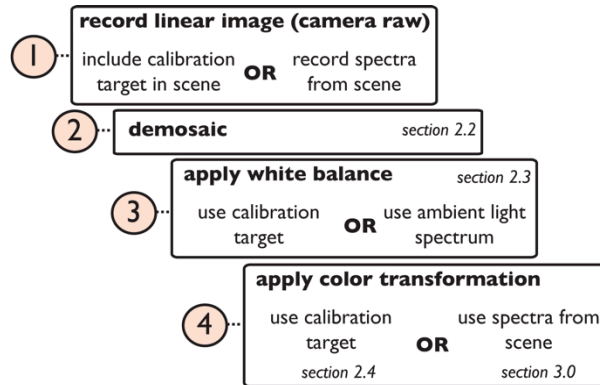 record linear image (camera raw)
1
include calibration OR record spectra
target in scene from scene
2
demosaic section 2.2
apply white balance section 2.3
3
use calibration OR use ambient light
target spectrum
apply color transformation
4
use calibration OR use spectra from
target scene
section 2.4 section 3.0